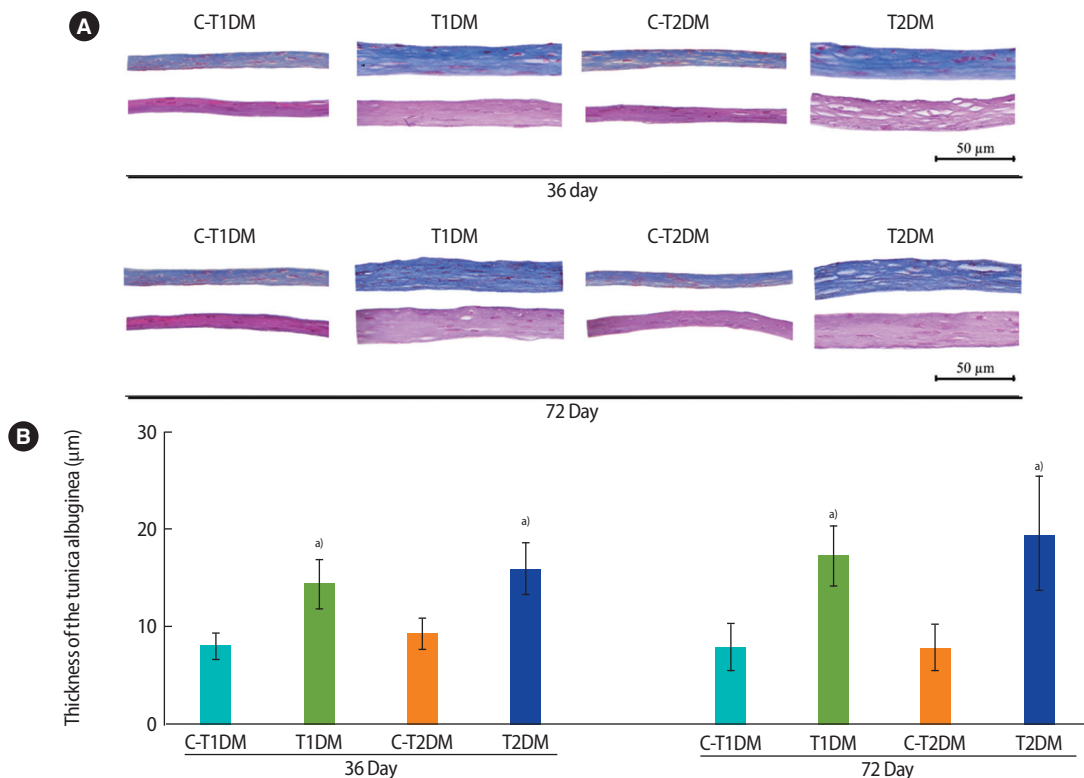 A
C-T1DM T1DM C-T2DM T2DM
50 µm
36 day
C-T1DM T1DM C-T2DM T2DM
50 µm
72 Day
B
Thickness of the tunica albuginea (µm)
30
20
10
0
a) a) a) a)
C-T1DM T1DM C-T2DM T2DM C-T1DM T1DM C-T2DM T2DM
36 Day 72 Day